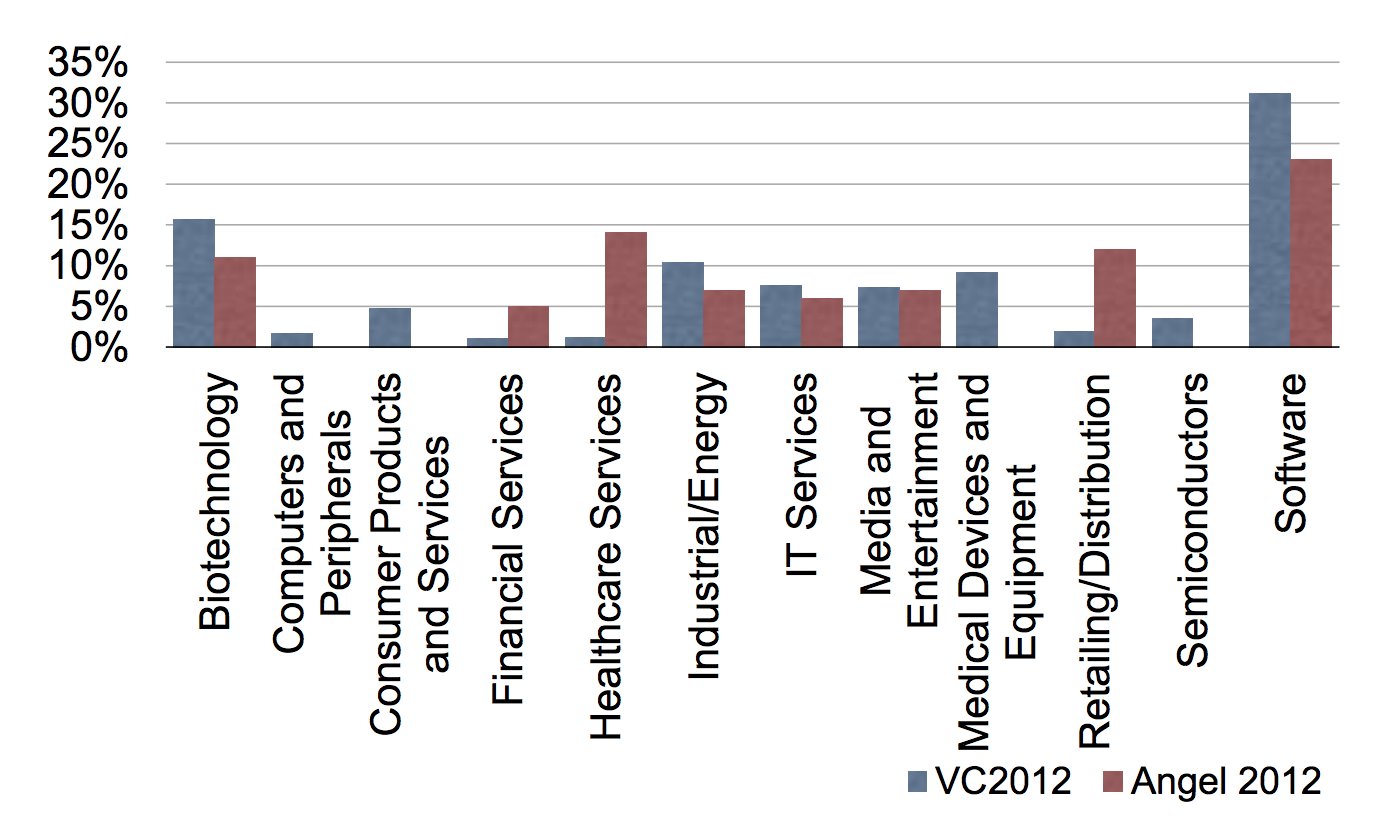 35%
30%
25%
20%
15%
10%
5%
0%
Biotechnology
Computers and
Peripherals
Consumer Products
and Services
Financial Services
Healthcare Services
Industrial/Energy
IT Services
Media and
Entertainment
Medical Devices and
Equipment
Retailing/Distribution
Semiconductors
Software
VC2012
Angel 2012